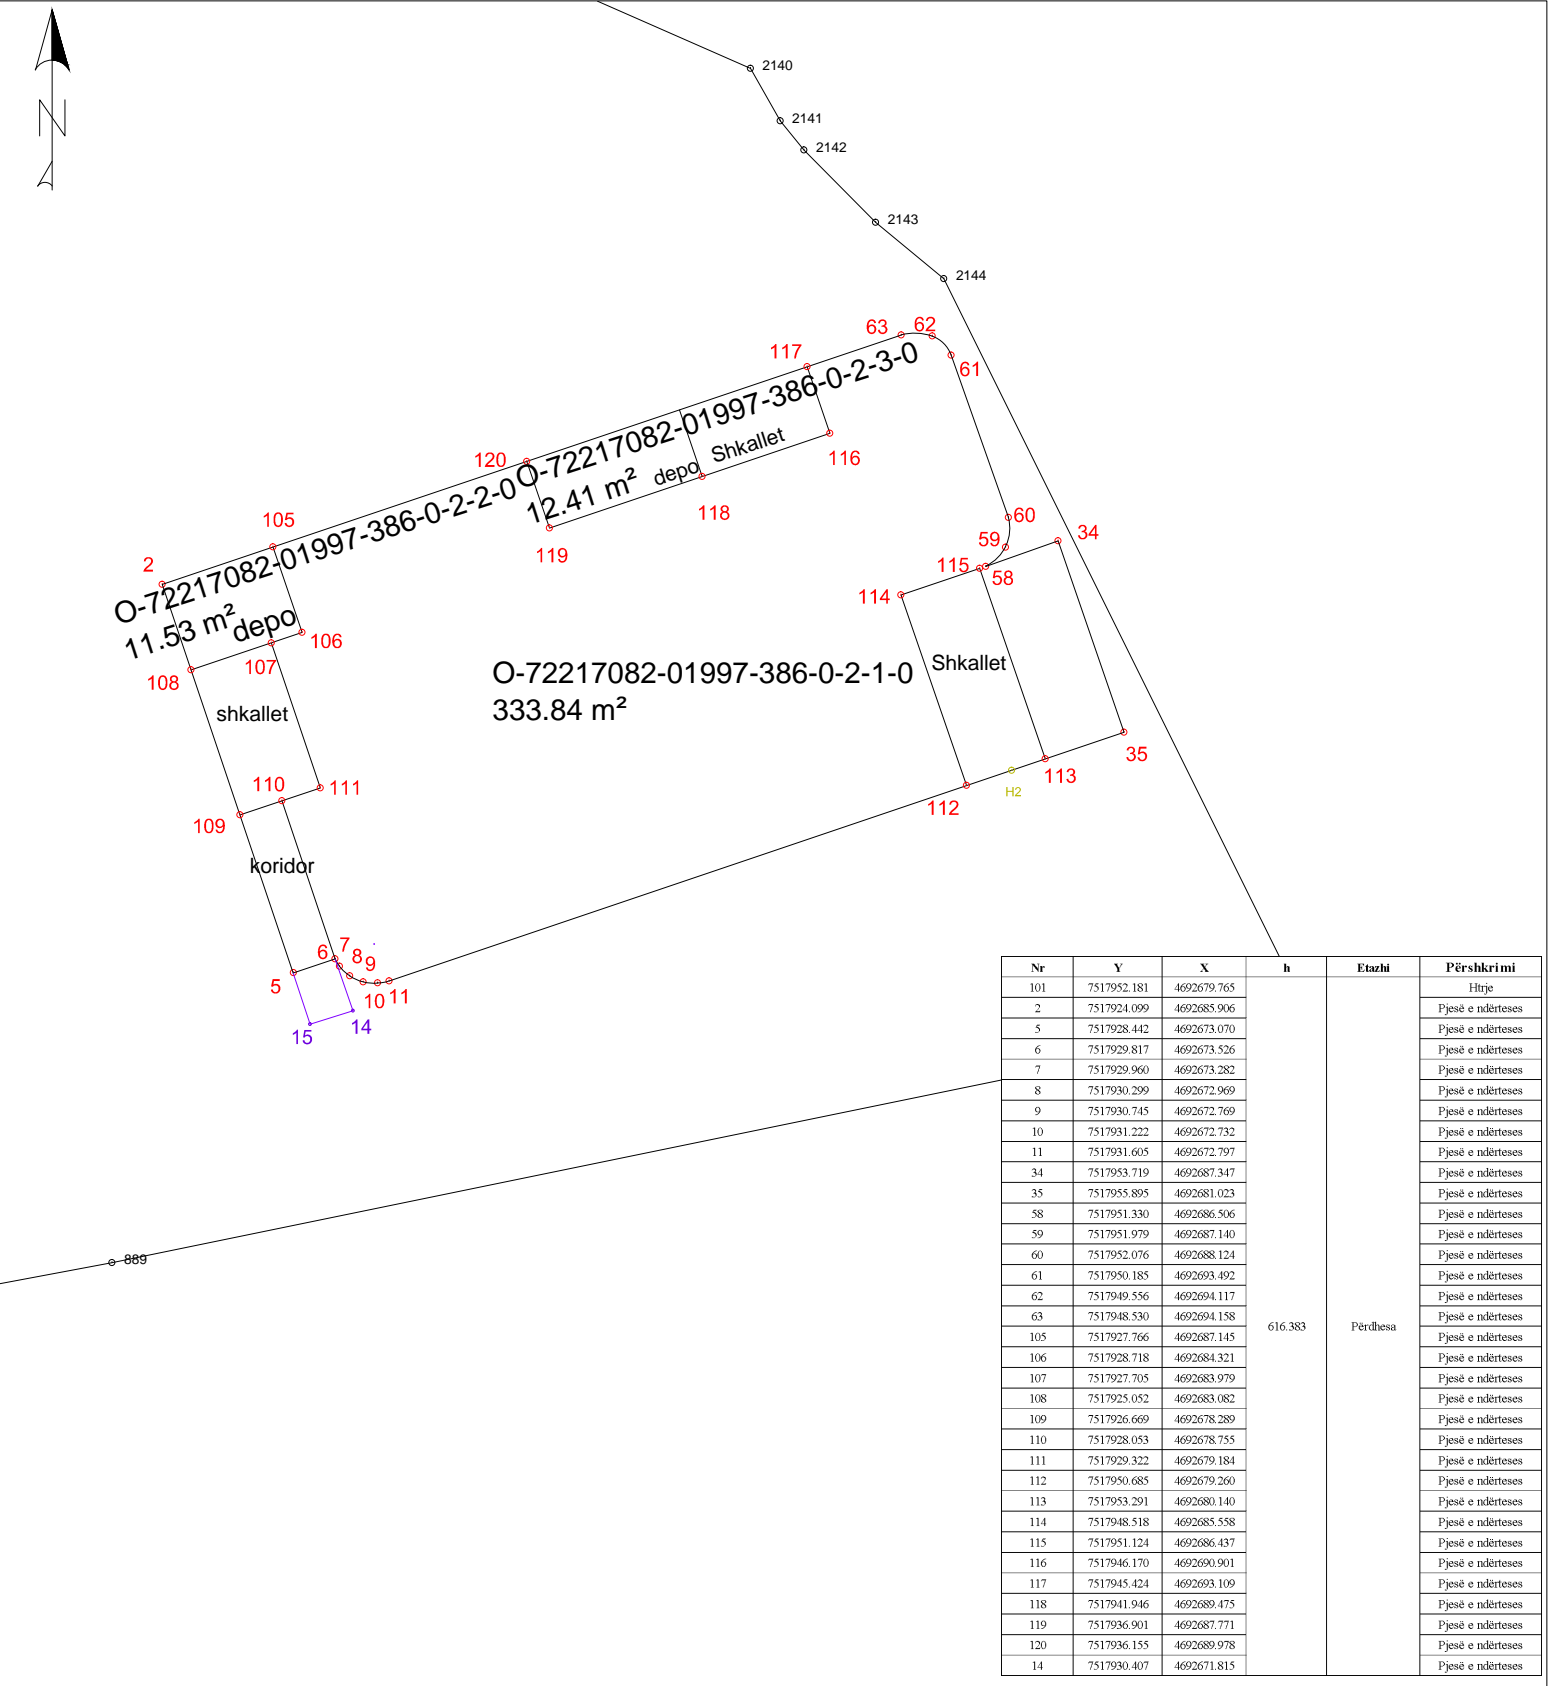 N
2140
2141
2142
2143
2144
63
62
61
117
O-72217082-01997-386-0-2-3-0
12.41 m²
depo
Shkallet
116
120
118
119
105
O-72217082-01997-386-0-2-2-0
11.53 m²
depo
2
106
107
108
60
59
34
115
58
114
Shkallet
O-72217082-01997-386-0-2-1-0
333.84 m²
shkallet
35
113
H2
112
110
111
109
koridor
7
6
8
9
5
10
11
14
15
889
Nr Y X h Etazhi Përshkrimi
101 7517952.181 4692679.765 Htrje
2 7517924.099 4692685.906 Pjesë e ndërteses
5 7517928.442 4692673.070 Pjesë e ndërteses
6 7517929.817 4692673.526 Pjesë e ndërteses
7 7517929.960 4692673.282 Pjesë e ndërteses
8 7517930.299 4692672.969 Pjesë e ndërteses
9 7517930.745 4692672.769 Pjesë e ndërteses
10 7517931.222 4692672.732 Pjesë e ndërteses
11 7517931.605 4692672.797 Pjesë e ndërteses
34 7517953.719 4692687.347 Pjesë e ndërteses
35 7517955.895 4692681.023 Pjesë e ndërteses
58 7517951.330 4692686.506 Pjesë e ndërteses
59 7517951.979 4692687.140 Pjesë e ndërteses
60 7517952.076 4692688.124 Pjesë e ndërteses
61 7517950.185 4692693.492 Pjesë e ndërteses
62 7517949.556 4692694.117 Pjesë e ndërteses
63 7517948.530 4692694.158 616.383 Përdhesa Pjesë e ndërteses
105 7517927.766 4692687.145 Pjesë e ndërteses
106 7517928.718 4692684.321 Pjesë e ndërteses
107 7517927.705 4692683.979 Pjesë e ndërteses
108 7517925.052 4692683.082 Pjesë e ndërteses
109 7517926.669 4692678.289 Pjesë e ndërteses
110 7517928.053 4692678.755 Pjesë e ndërteses
111 7517929.322 4692679.184 Pjesë e ndërteses
112 7517950.685 4692679.260 Pjesë e ndërteses
113 7517953.291 4692680.140 Pjesë e ndërteses
114 7517948.518 4692685.558 Pjesë e ndërteses
115 7517951.124 4692686.437 Pjesë e ndërteses
116 7517946.170 4692690.901 Pjesë e ndërteses
117 7517945.424 4692693.109 Pjesë e ndërteses
118 7517941.946 4692689.475 Pjesë e ndërteses
119 7517936.901 4692687.771 Pjesë e ndërteses
120 7517936.155 4692689.978 Pjesë e ndërteses
14 7517930.407 4692671.815 Pjesë e ndërteses